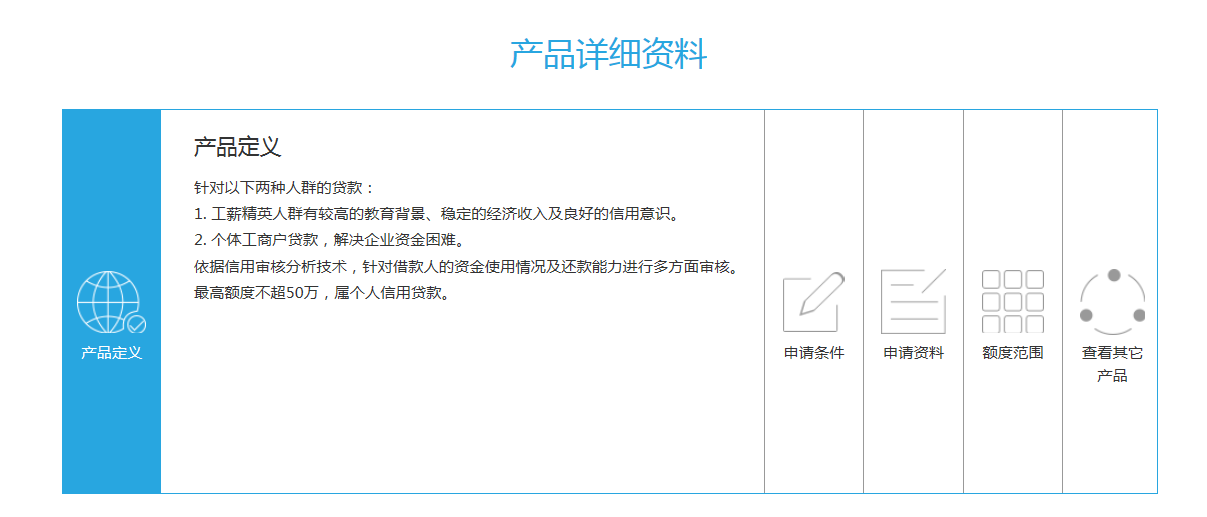 产品详细资料
产品定义
针对以下两种人群的贷款：
1. 工薪精英人群有较高的教育背景、稳定的经济收入及良好的信用意识。
2. 个体工商户贷款，解决企业资金困难。
依据信用审核分析技术，针对借款人的资金使用情况及还款能力进行多方面审核。
最高额度不超50万，属个人信用贷款。
产品定义
申请条件
申请资料
额度范围
查看其它
产品